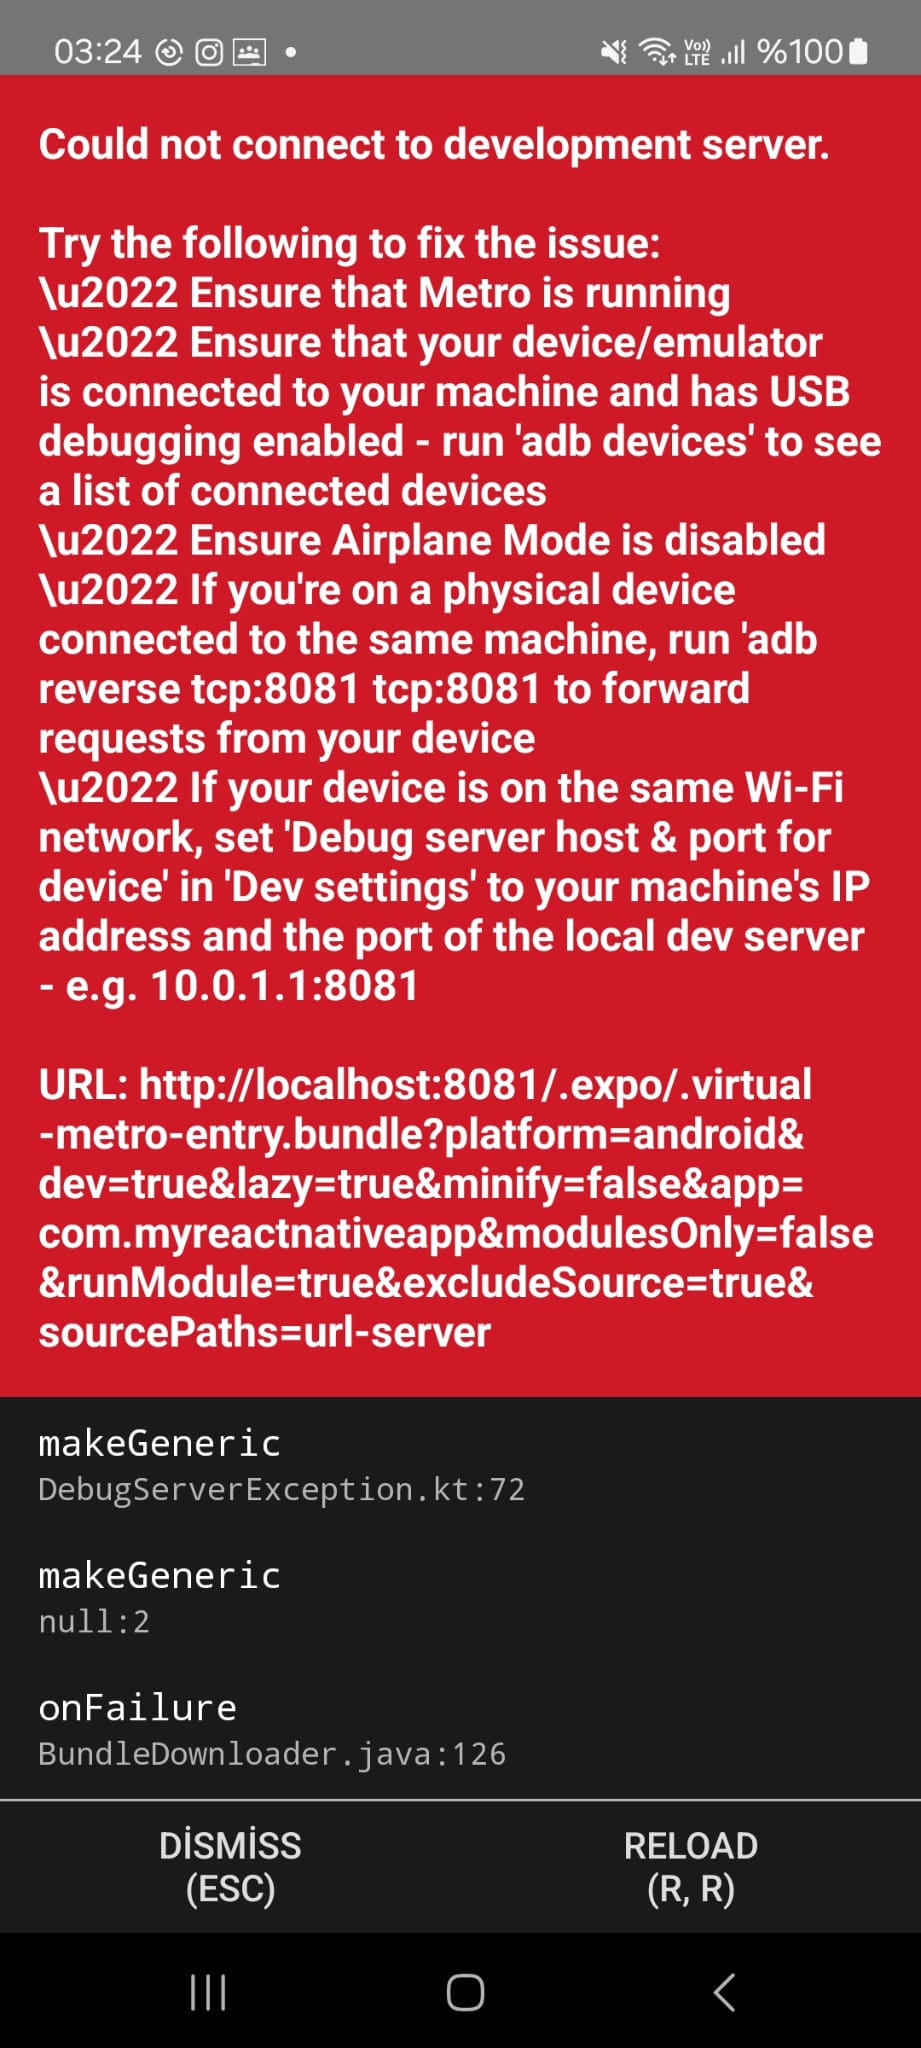 03:24 %100
Vo))
LTE
Could not connect to development server.
Try the following to fix the issue:
\u2022 Ensure that Metro is running
\u2022 Ensure that your device/emulator
is connected to your machine and has USB
debugging enabled - run 'adb devices' to see
a list of connected devices
\u2022 Ensure Airplane Mode is disabled
\u2022 If you're on a physical device
connected to the same machine, run 'adb
reverse tcp:8081 tcp:8081 to forward
requests from your device
\u2022 If your device is on the same Wi-Fi
network, set 'Debug server host & port for
device' in 'Dev settings' to your machine's IP
address and the port of the local dev server
- e.g. 10.0.1.1:8081
URL: http://localhost:8081/.expo/.virtual
-metro-entry.bundle?platform=android&
dev=true&lazy=true&minify=false&app=
com.myreactnativeapp&modulesOnly=false
&runModule=true&excludeSource=true&
sourcePaths=url-server
makeGeneric
DebugServerException.kt:72
makeGeneric
null:2
onFailure
BundleDownloader.java:126
DİSMİSS
(ESC)
RELOAD
(R, R)